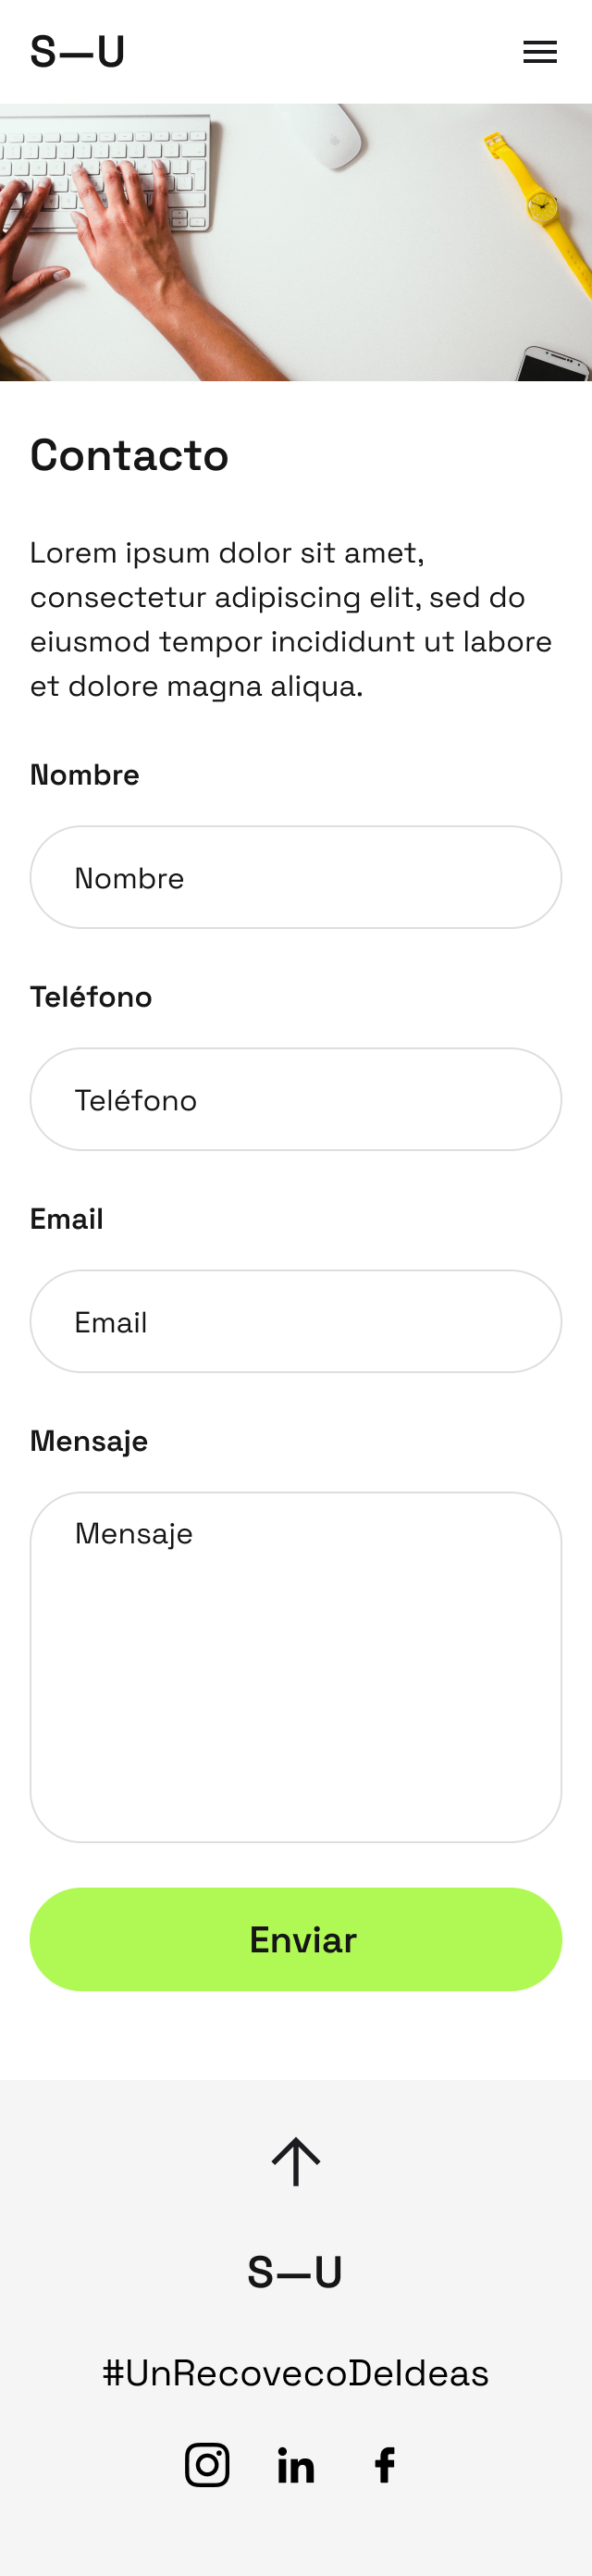 S—U
Contacto
Lorem ipsum dolor sit amet,
consectetur adipiscing elit, sed do
eiusmod tempor incididunt ut labore
et dolore magna aliqua.
Nombre
Nombre
Teléfono
Teléfono
Email
Email
Mensaje
Mensaje
Enviar
S—U
#UnRecovecoDeIdeas
in
f